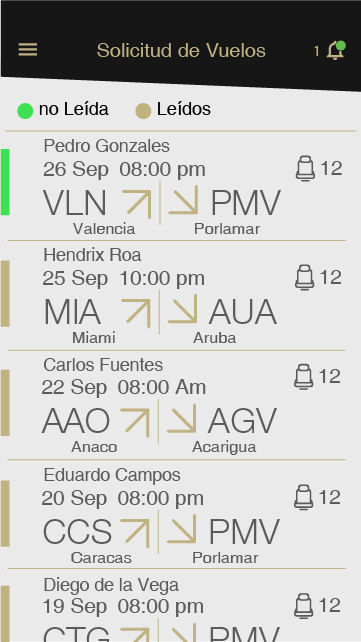 Solicitud de Vuelos 1
no Leída Leídos
Pedro Gonzales
26 Sep 08:00 pm 12
VLN PMV
Valencia Porlamar
Hendrix Roa
25 Sep 10:00 pm 12
MIA AUA
Miami Aruba
Carlos Fuentes
22 Sep 08:00 Am 12
AAO AGV
Anaco Acarigua
Eduardo Campos
20 Sep 08:00 pm 12
CCS PMV
Caracas Porlamar
Diego de la Vega
19 Sep 08:00 pm 12
CTG PMV